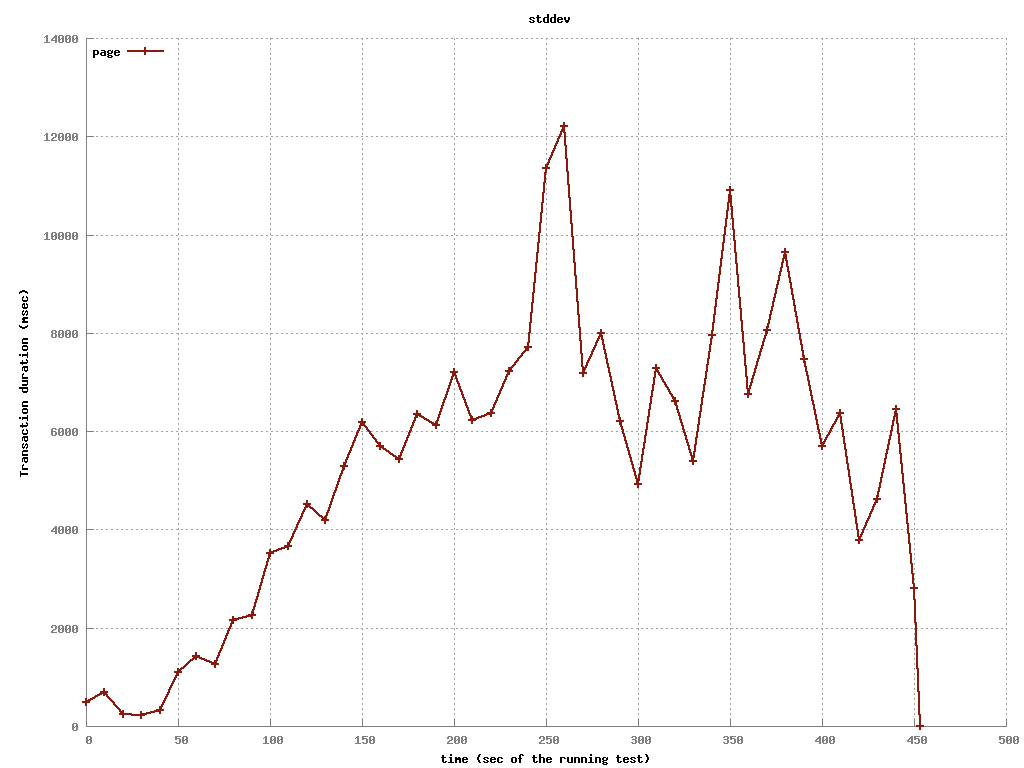 stddev
page
14000
12000
10000
8000
6000
4000
2000
0
Transaction duration (msec)
0 50 100 150 200 250 300 350 400 450 500
time (sec of the running test)